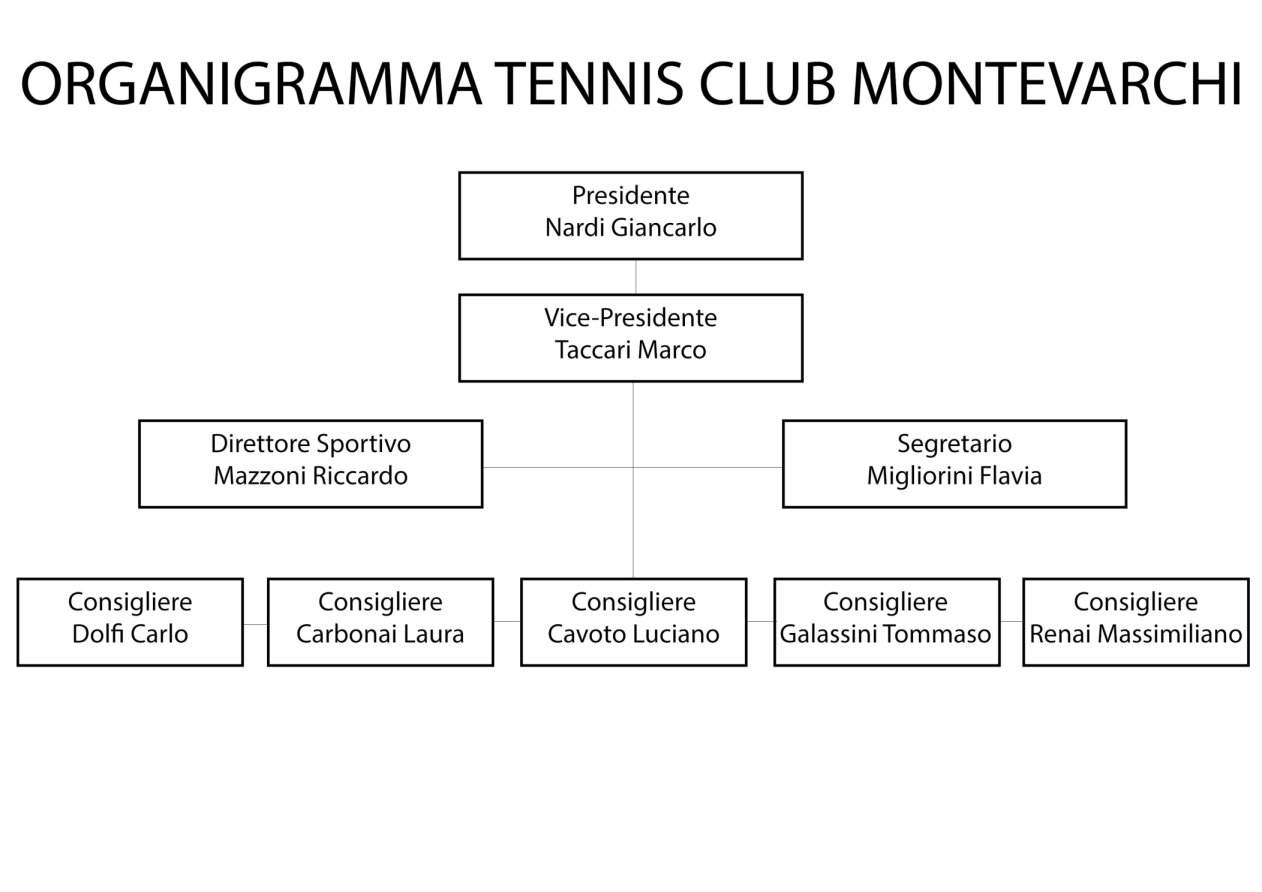 ORGANIGRAMMA TENNIS CLUB MONTEVARCHI
Presidente
Nardi Giancarlo
Vice-Presidente
Taccari Marco
Direttore Sportivo
Mazzoni Riccardo
Segretario
Migliorini Flavia
Consigliere
Dolfi Carlo
Consigliere
Carbonai Laura
Consigliere
Cavoto Luciano
Consigliere
Galassini Tommaso
Consigliere
Renai Massimiliano